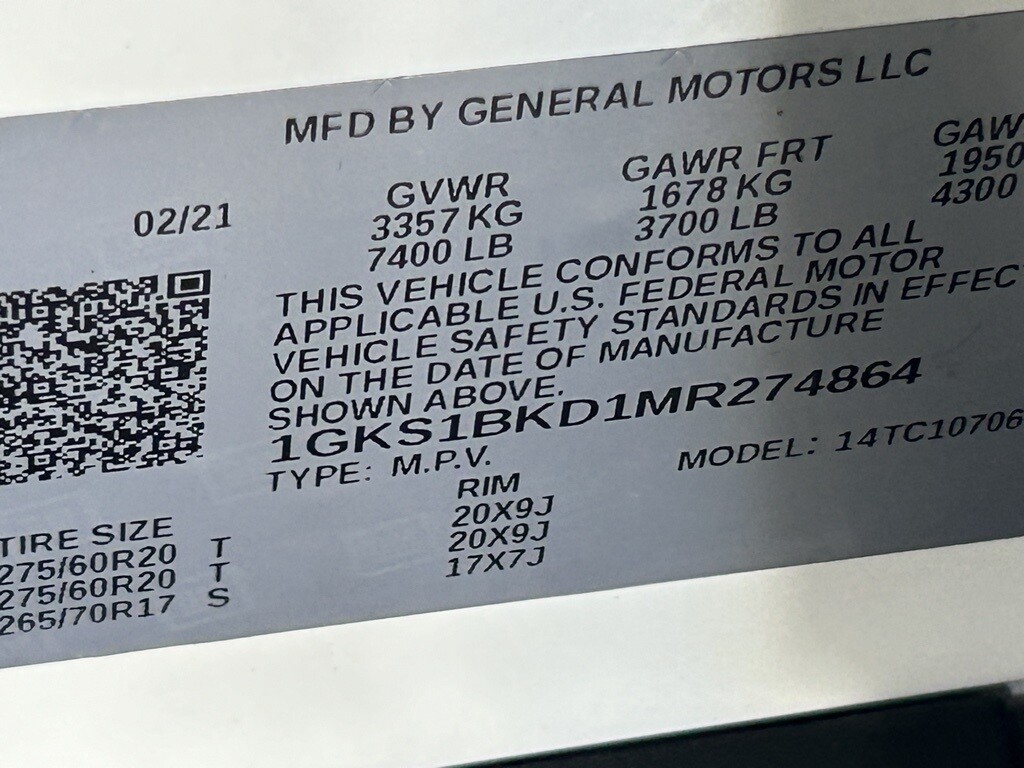 MFD BY GENERAL MOTORS LLC
02/21
GVWR
3357 KG
7400 LB
GAWR FRT
1678 KG
3700 LB
GAW
1950
4300
THIS VEHICLE CONFORMS TO ALL
APPLICABLE U.S. FEDERAL MOTOR
VEHICLE SAFETY STANDARDS IN EFFEC
ON THE DATE OF MANUFACTURE
SHOWN ABOVE.
1GKS1BKD1MR274864
TYPE: M.P.V.
MODEL: 14TC10706
TIRE SIZE
RIM
275/60R20 T 20X9J
275/60R20 T 20X9J
265/70R17 S 17X7J